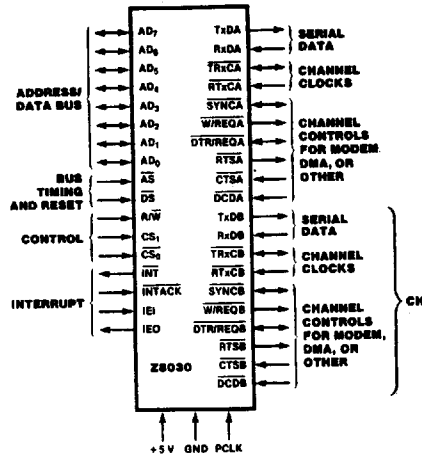 ADDRESS/
DATA BUS
BUS
TIMING
AND RESET
CONTROL
INTERRUPT
AD7
AD6
AD5
AD4
AD3
AD2
AD1
AD0
AS
DS
R/W
CS1
CS0
INT
INTACK
IEI
IEO
Z8030
TxDA
RxDA
TRxCA
RTxCA
SYNCA
W/REQA
DTR/REQA
RTSA
CTSA
DCDA
TxDB
RxDB
TRxCB
RTxCB
SYNCB
W/REQB
DTR/REQB
RTSB
CTSB
DCDB
SERIAL
DATA
CHANNEL
CLOCKS
CHANNEL
CONTROLS
FOR MODEM,
DMA, OR
OTHER
SERIAL
DATA
CHANNEL
CLOCKS
CHANNEL
CONTROLS
FOR MODEM,
DMA, OR
OTHER
CH
+5 V GND PCLK